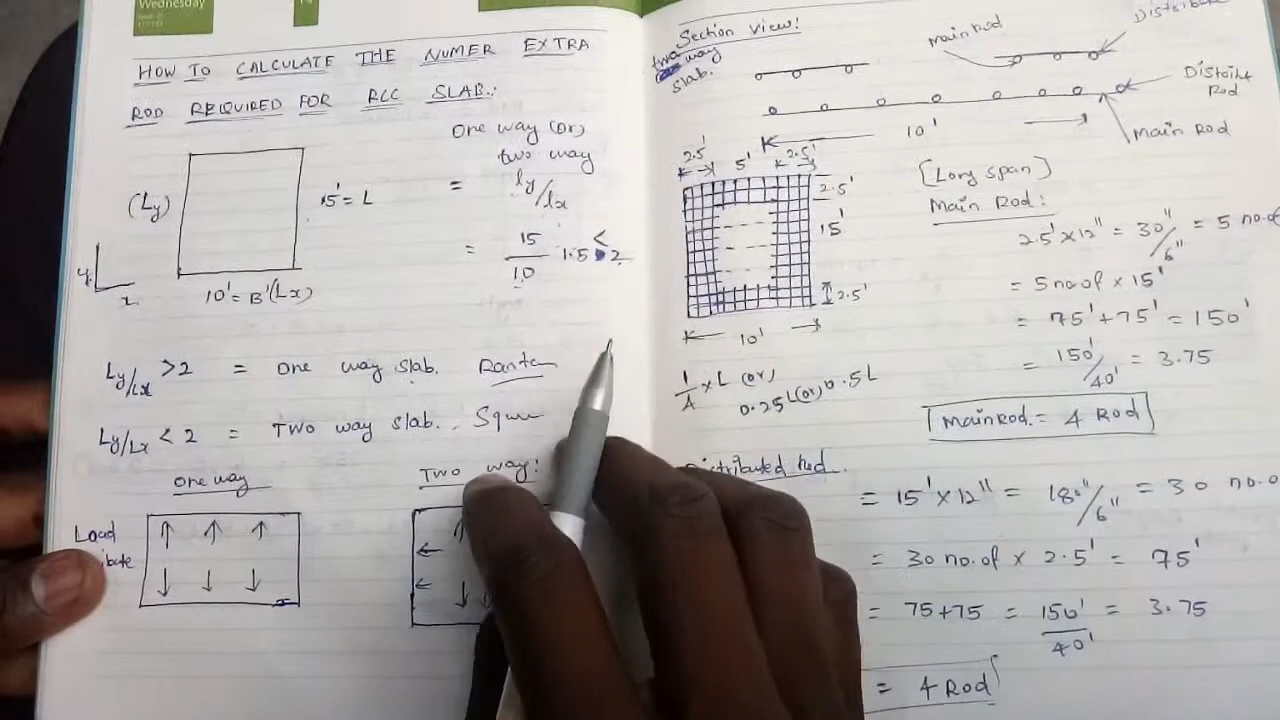 Wednesday
HOW TO CALCULATE THE NUMER EXTRA
ROD REQUIRED FOR RCC SLAB:
One way (or)
two way
(Ly)
15' = L
= ly/lx
= 15/10 1.5 < 2
y
x
10' = B'(Lx)
Ly/Lx > 2 = one way slab.
Ly/Lx < 2 = Two way slab.
one way
Two way:
Load
Section view:
two way
slab.
Main Rod
Main Rod
Rod
10'
2.5'
5'
2.5'
2.5'
15'
2.5'
10'
[Long span]
Main Rod:
2.5' x 12" = 30"/6" = 5 no.of
= 5 no.of x 15'
= 75' + 75' = 150'
= 150'/40' = 3.75
Main Rod. = 4 Rod
1/4 x L (or)
0.25 L (or) 0.5L
Distributed Rod.
= 15' x 12" = 180"/6" = 30 no.o
= 30 no.of x 2.5' = 75'
= 75+75 = 150'/40' = 3.75
= 4 Rod